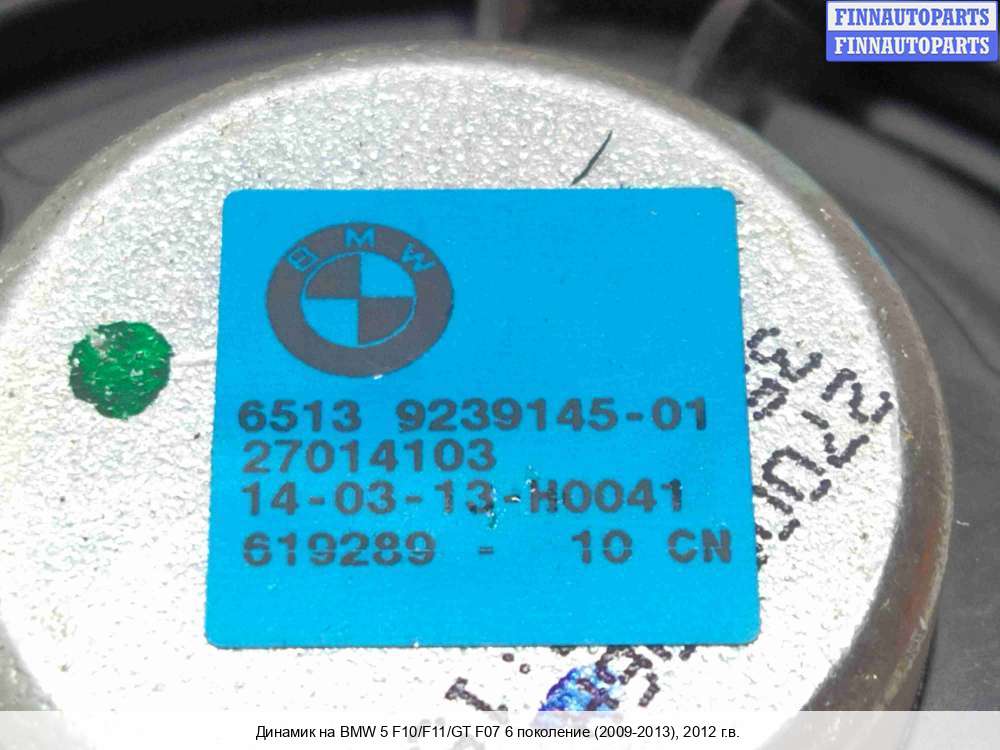 FINNAUTOPARTS
FINNAUTOPARTS
BMW
6513 9239145-01
27014103
14-03-13-H0041
619289 - 10 CN
Динамик на BMW 5 F10/F11/GT F07 6 поколение (2009-2013), 2012 г.в.